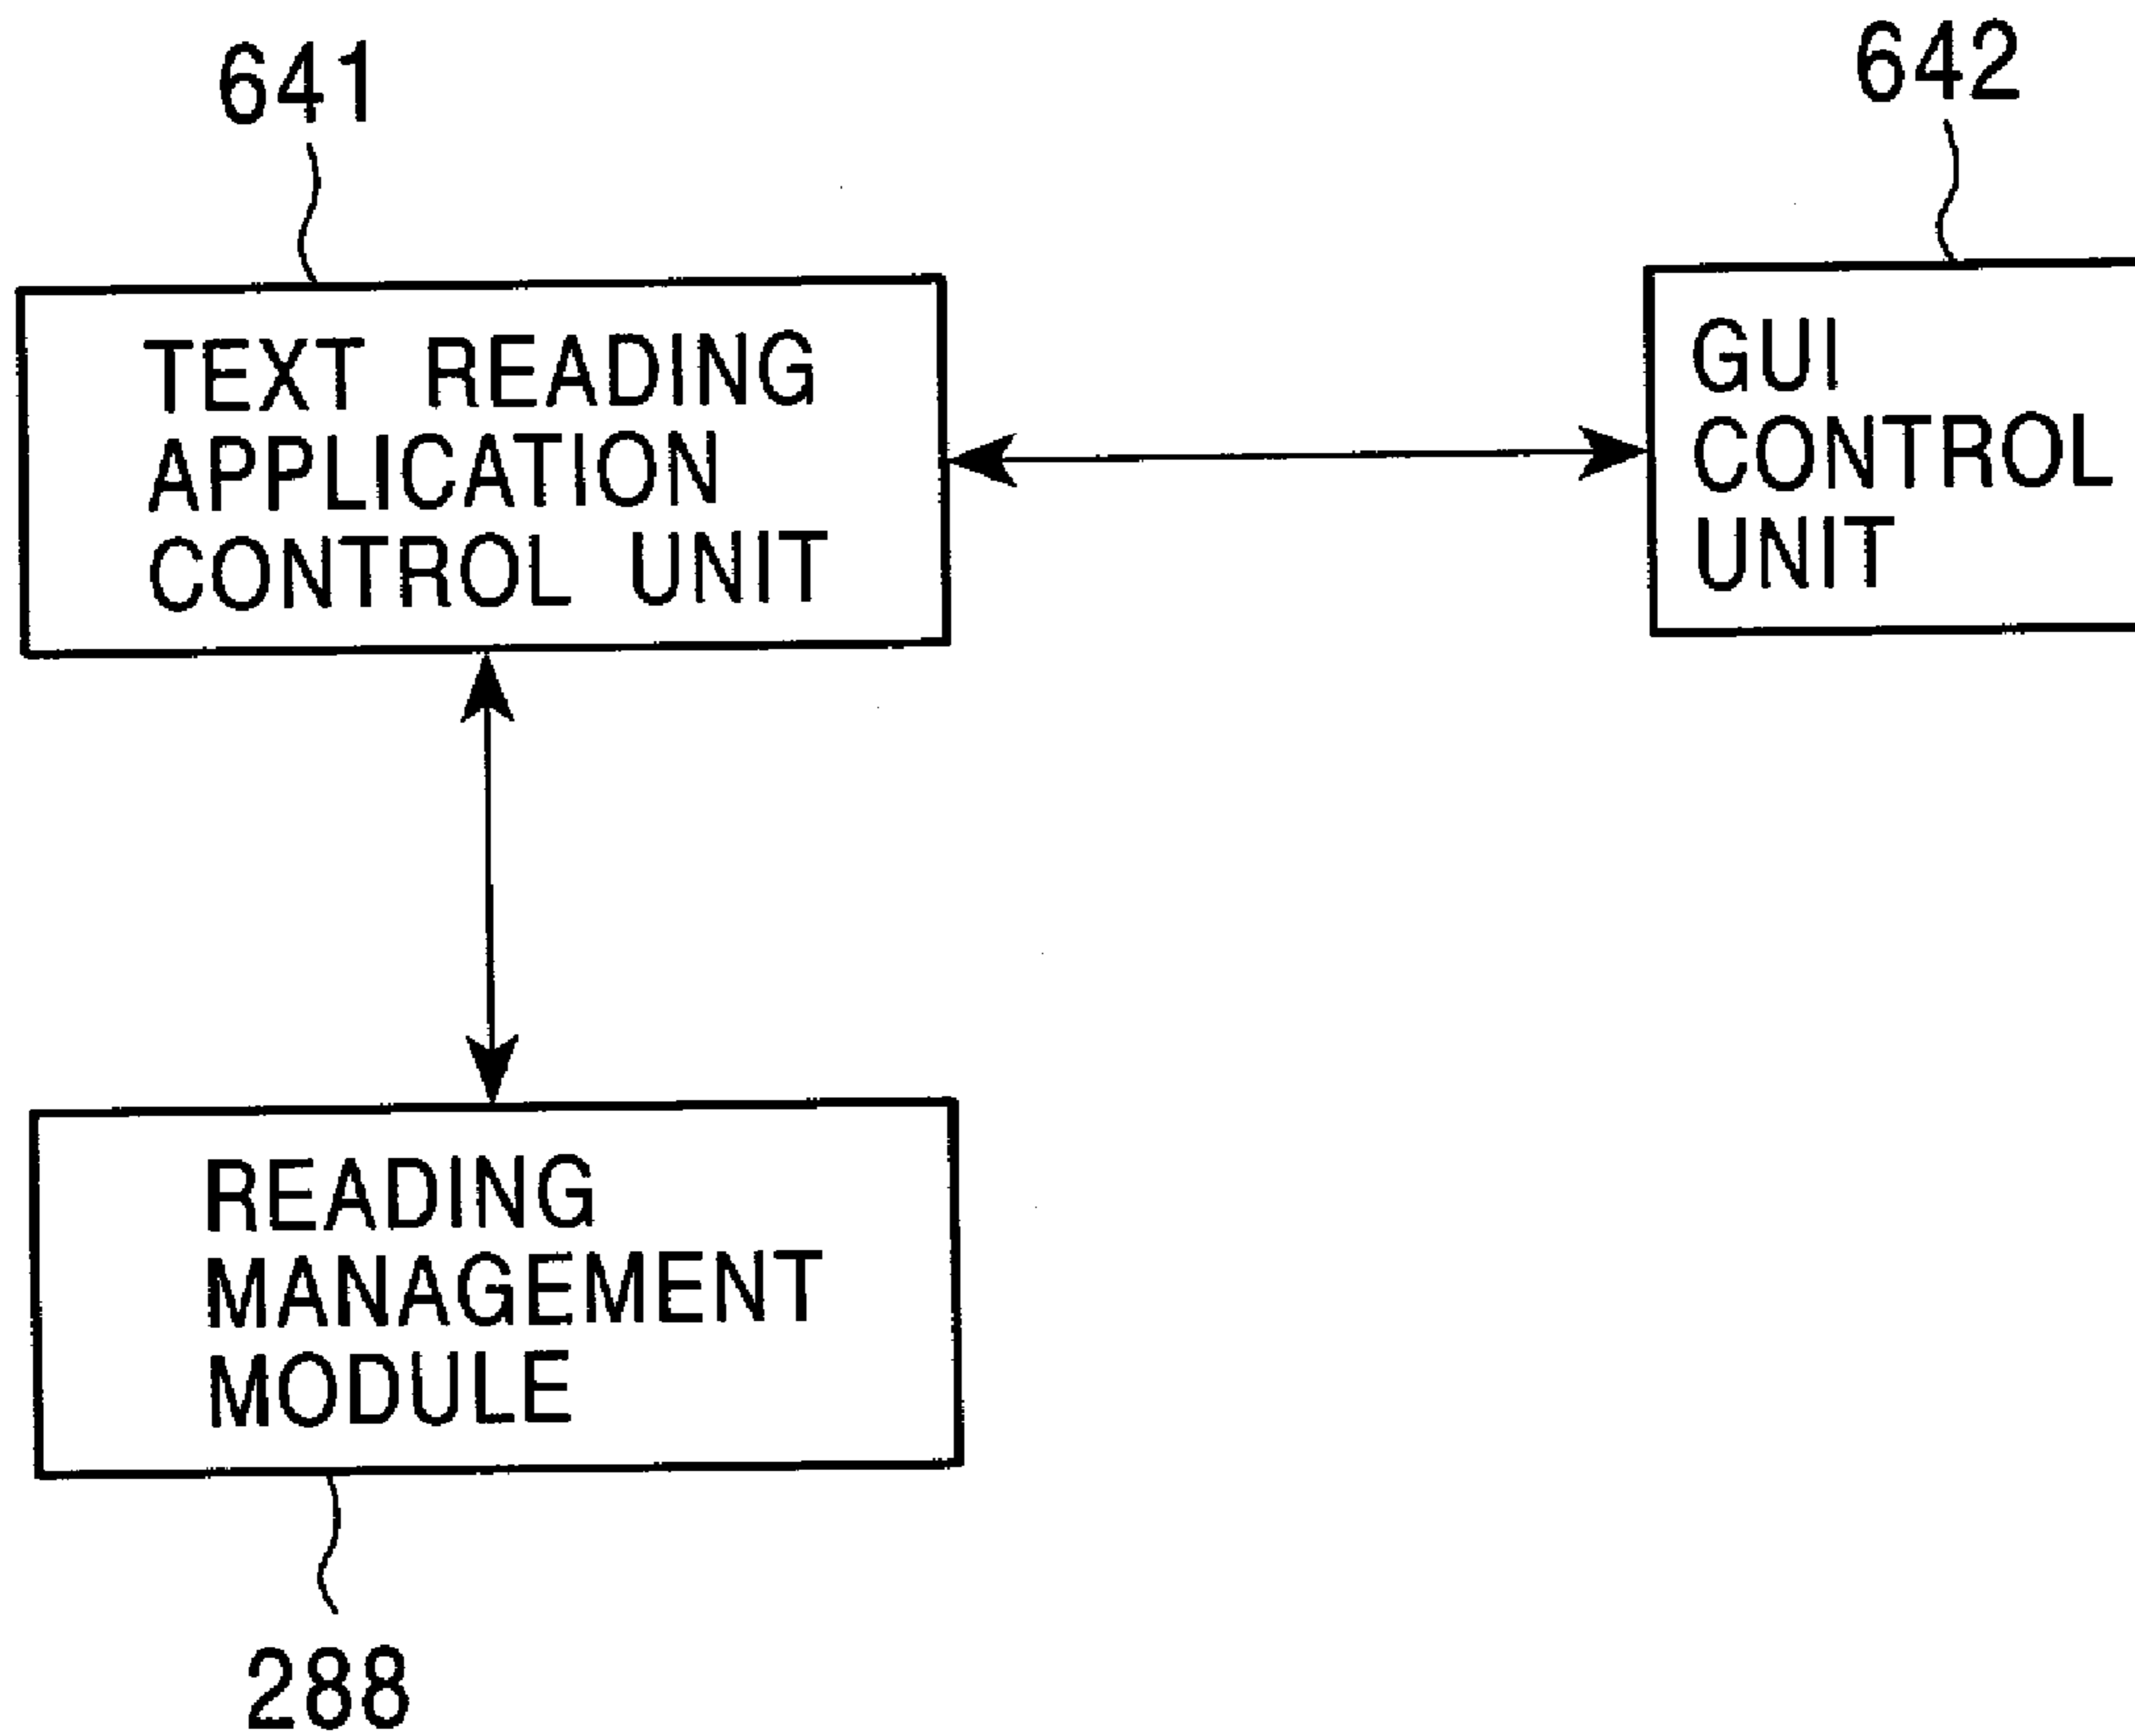 641
642
TEXT READING
APPLICATION
CONTROL UNIT
GUI
CONTROL
UNIT
READING
MANAGEMENT
MODULE
288